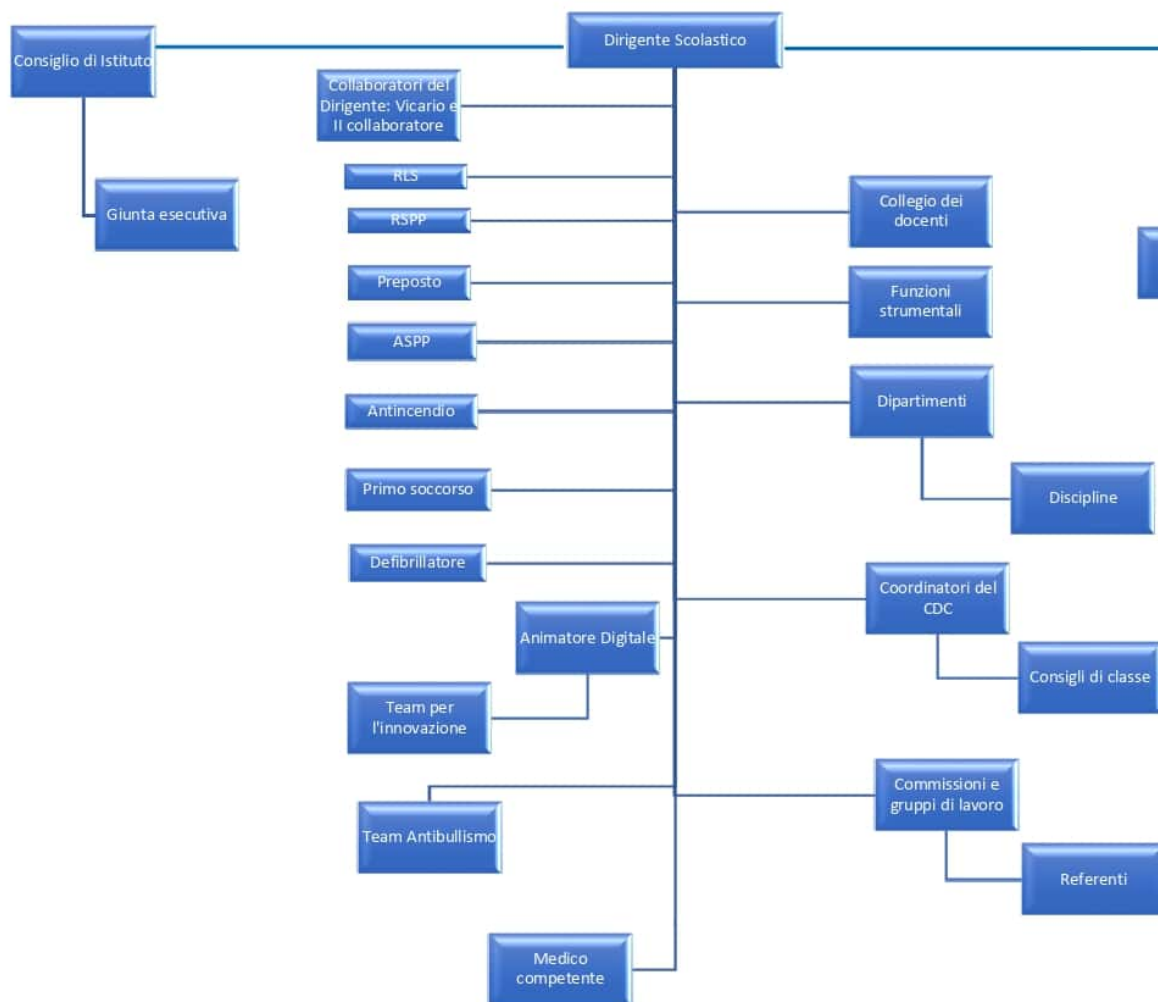 Dirigente Scolastico
Consiglio di Istituto
Collaboratori del
Dirigente: Vicario e
II collaboratore
RLS
Giunta esecutiva
Collegio dei
docenti
RSPP
Preposto
Funzioni
strumentali
ASPP
Antincendio
Dipartimenti
Primo soccorso
Discipline
Defibrillatore
Coordinatori del
CDC
Animatore Digitale
Consigli di classe
Team per
l'innovazione
Commissioni e
gruppi di lavoro
Team Antibullismo
Referenti
Medico
competente